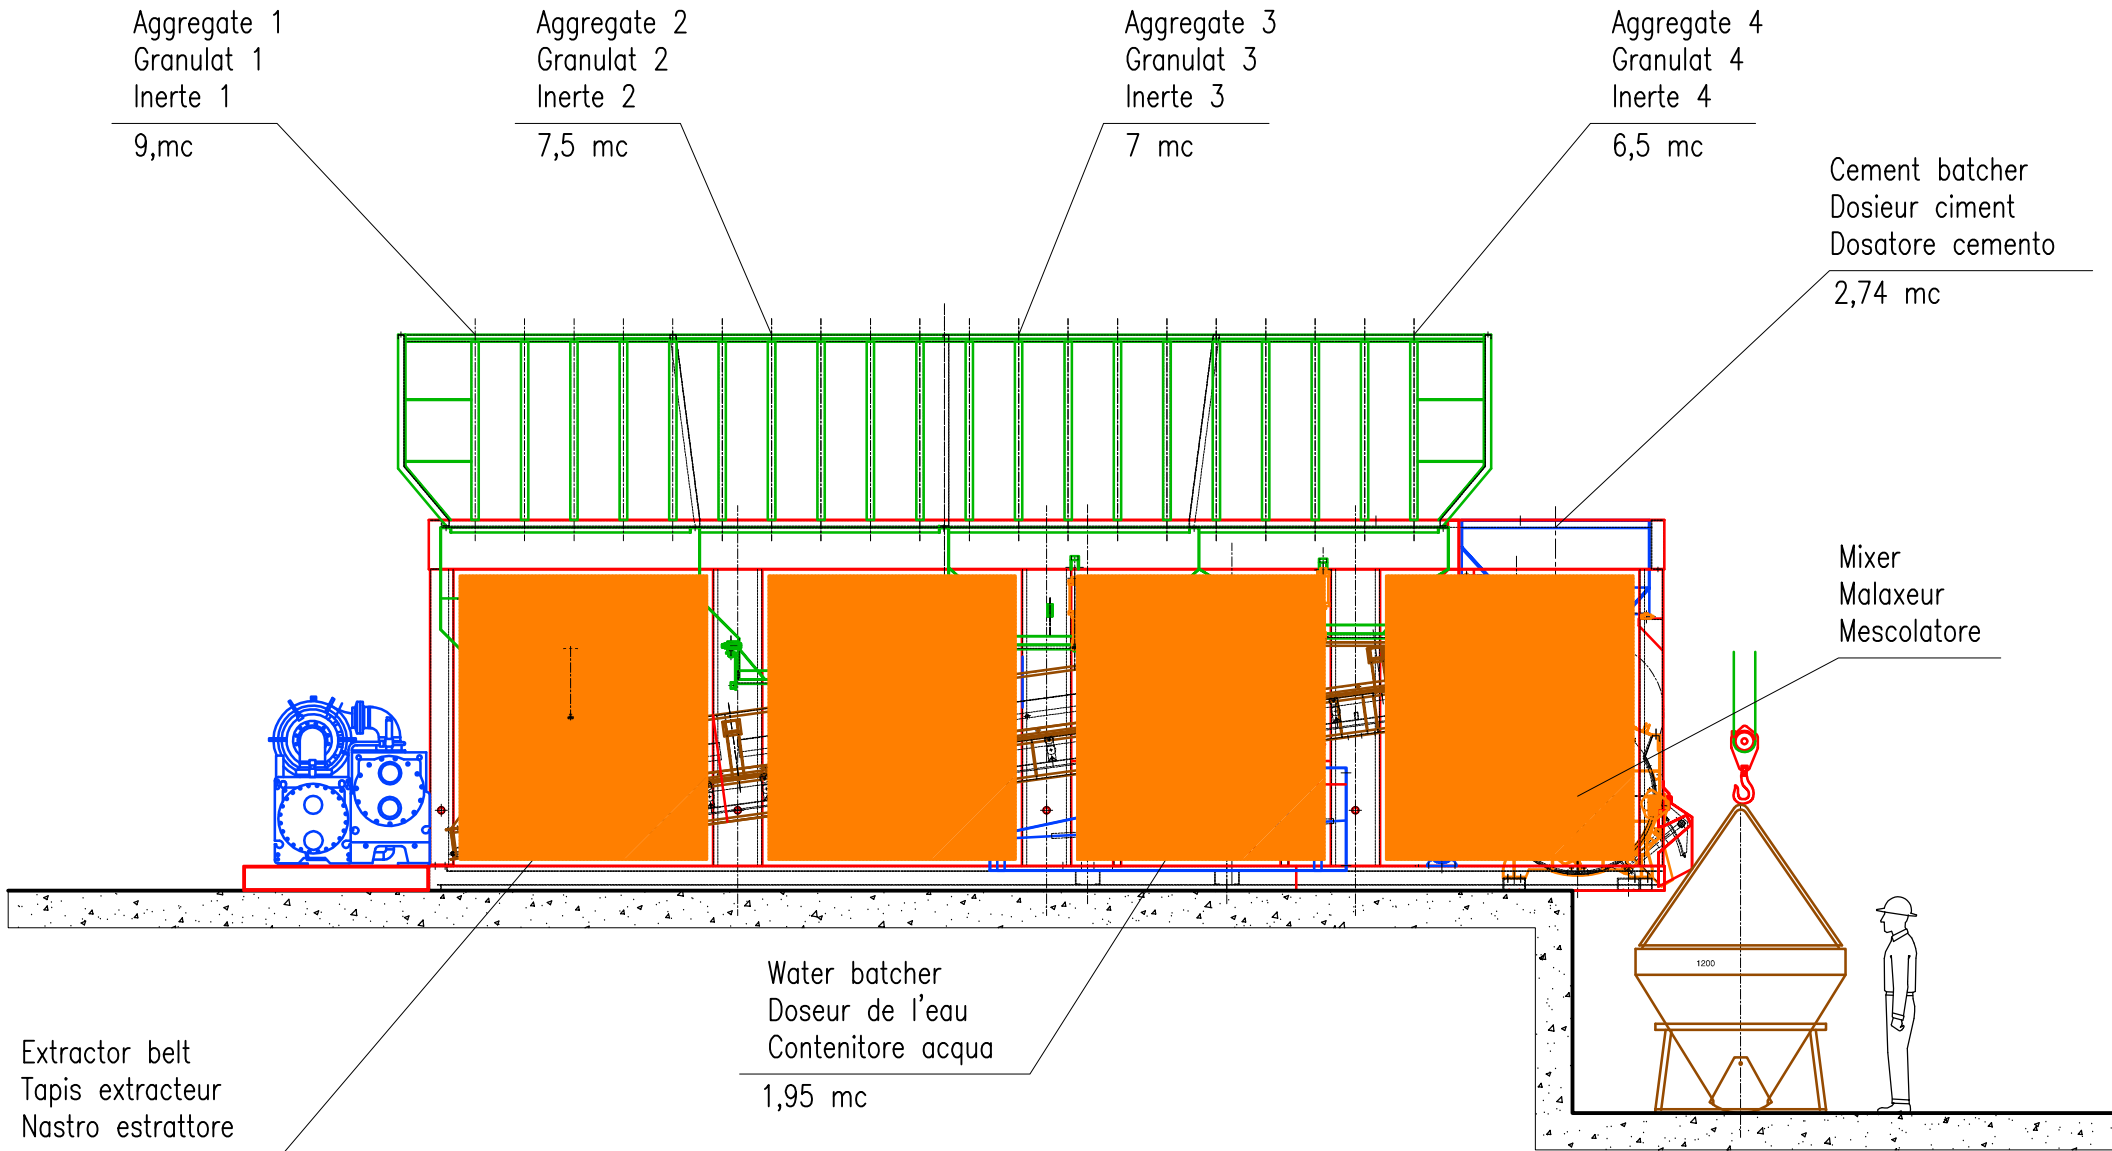 Aggregate 1
Granulat 1
Inerte 1
9,mc
Aggregate 2
Granulat 2
Inerte 2
7,5 mc
Aggregate 3
Granulat 3
Inerte 3
7 mc
Aggregate 4
Granulat 4
Inerte 4
6,5 mc
Cement batcher
Dosieur ciment
Dosatore cemento
2,74 mc
Mixer
Malaxeur
Mescolatore
1200
Water batcher
Doseur de l'eau
Contenitore acqua
1,95 mc
Extractor belt
Tapis extracteur
Nastro estrattore